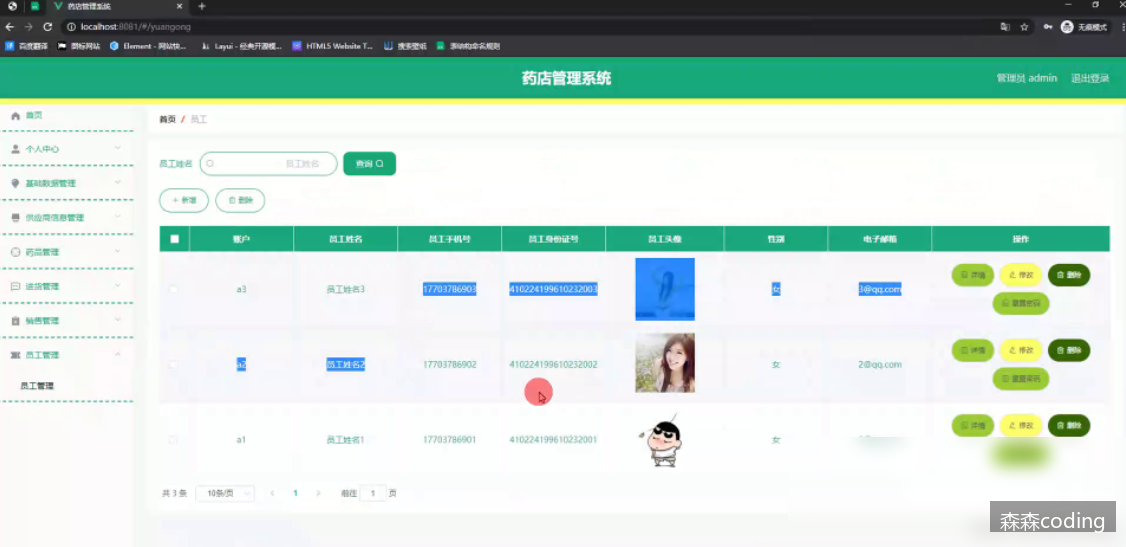 药店管理系统
localhost:8081/#/yuangong
无痕模式
百度翻译 图标网站 Element - 网站快... Layui - 经典开源模... HTML5 Website T... 搜索壁纸
药店管理系统
管理员 admin 退出登录
首页
首页 / 员工
个人中心
基础数据管理
供应商信息管理
药品管理
进货管理
销售管理
员工管理
员工管理
员工姓名 员工姓名 查询
新增 删除
账户 员工姓名 员工手机号 员工身份证号 员工头像 性别 电子邮箱 操作
a3 员工姓名3 17703786903 410224199610232003 女 3@qq.com 详情 修改 删除
重置密码
a2 员工姓名2 17703786902 410224199610232002 女 2@qq.com 详情 修改 删除
重置密码
a1 员工姓名1 17703786901 410224199610232001 女 详情 修改 删除
共 3 条 10条/页 1 前往 1 页
森森coding